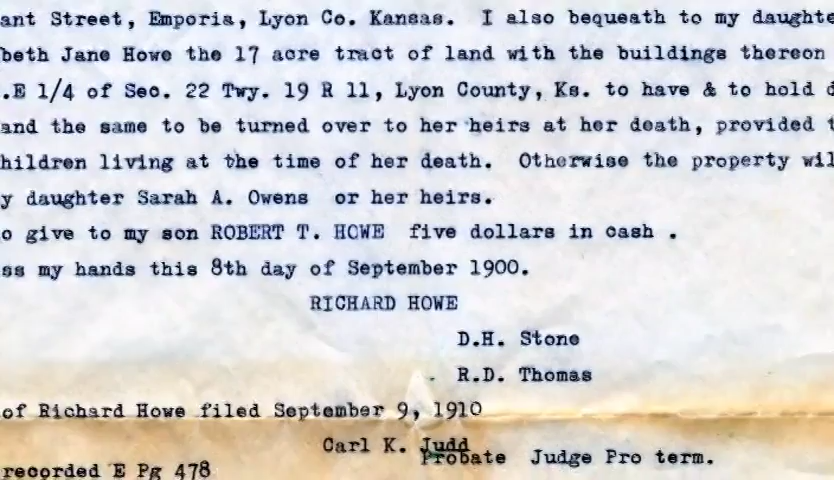 ant Street, Emporia, Lyon Co. Kansas. I also bequeath to my daughte
beth Jane Howe the 17 acre tract of land with the buildings thereon
.E 1/4 of Sec. 22 Twy. 19 R 11, Lyon County, Ks. to have & to hold d
and the same to be turned over to her heirs at her death, provided t
hildren living at the time of her death. Otherwise the property wil
y daughter Sarah A. Owens or her heirs.
o give to my son ROBERT T. HOWE five dollars in cash .
ss my hands this 8th day of September 1900.
RICHARD HOWE
D.H. Stone
R.D. Thomas
of Richard Howe filed September 9, 1910
Carl K. Judd
Probate Judge Pro term.
recorded E Pg 478